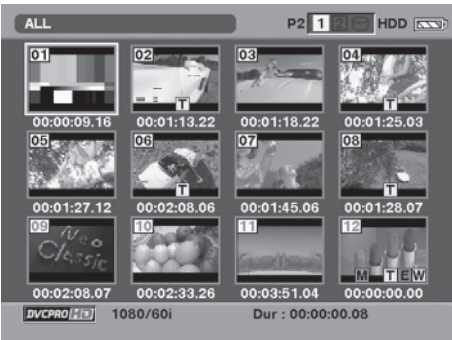 ALL
P2 1 2 HDD
01 02 03 04
T T
00:00:09.16 00:01:13.22 00:01:18.22 00:01:25.03
05 06 07 08
T T
00:01:27.12 00:02:08.06 00:01:45.06 00:01:28.07
09 10 11 12
Neo
Classic
M T E W
00:02:08.07 00:02:33.26 00:03:51.04 00:00:00.00
DVCPRO HD 1080/60i Dur : 00:00:00.08